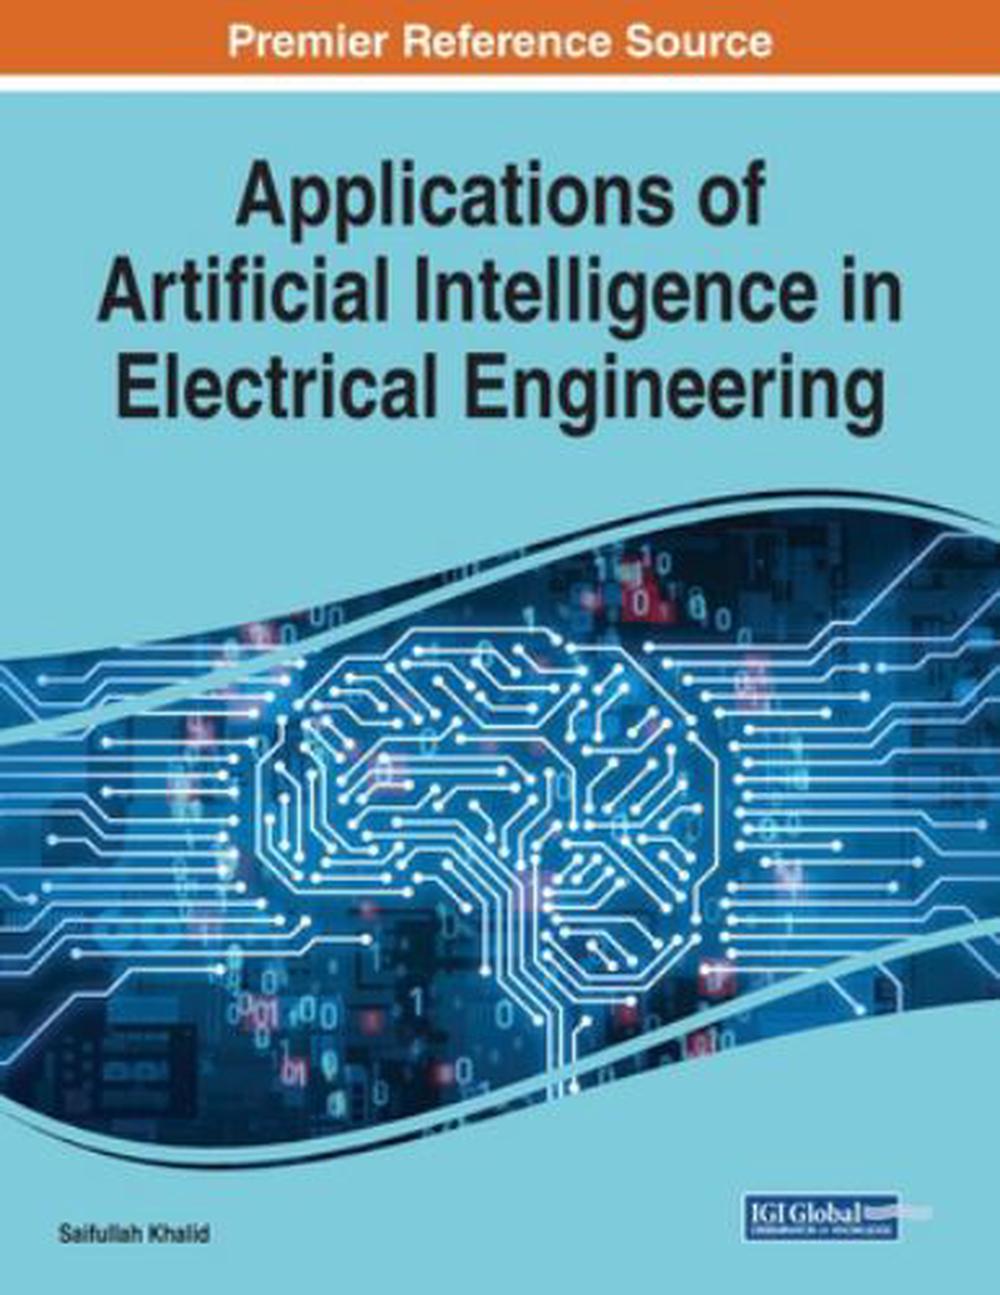 Premier Reference Source
Applications of
Artificial Intelligence in
Electrical Engineering
Saifullah Khalid
IGI Global